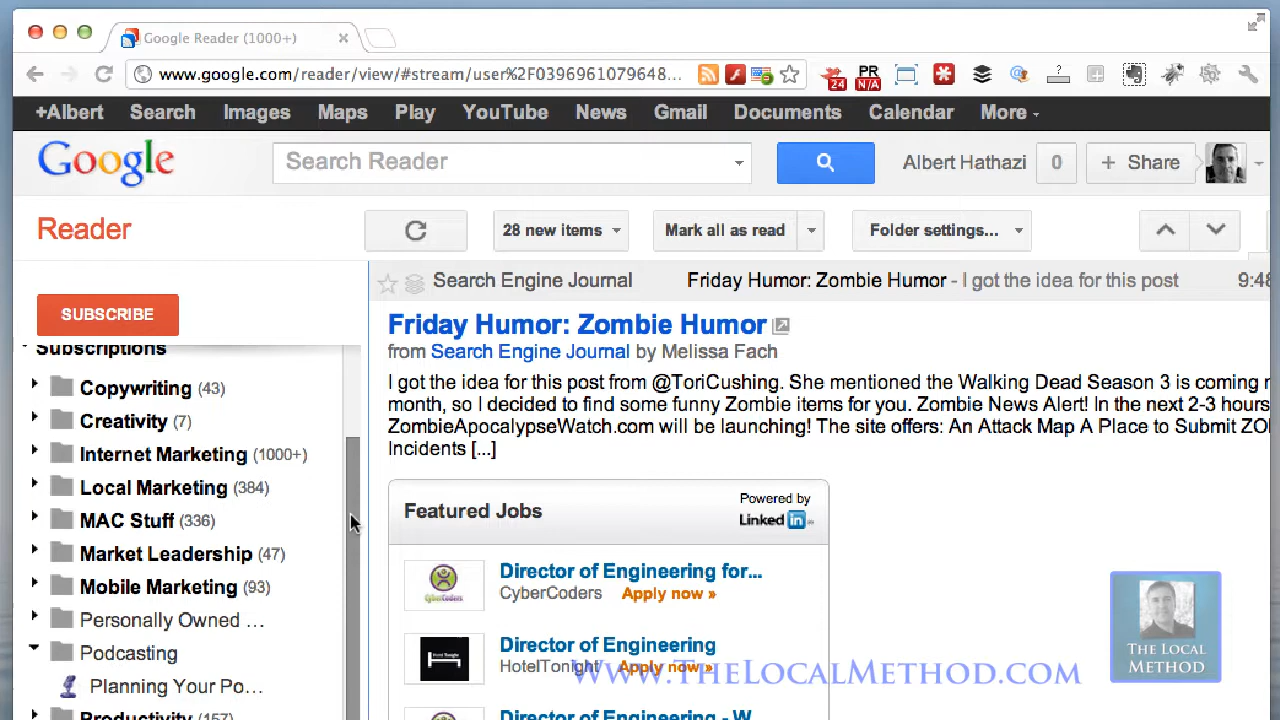 Google Reader (1000+)
www.google.com/reader/view/#stream/user%2F0396961079648...
24
PR
N/A
5
?
+Albert Search Images Maps Play YouTube News Gmail Documents Calendar More
Google
Search Reader
Albert Hathazi 0 + Share
Reader
28 new items
Mark all as read
Folder settings...
SUBSCRIBE
Search Engine Journal Friday Humor: Zombie Humor - I got the idea for this post 9:48
Friday Humor: Zombie Humor
from Search Engine Journal by Melissa Fach
I got the idea for this post from @ToriCushing. She mentioned the Walking Dead Season 3 is coming
month, so I decided to find some funny Zombie items for you. Zombie News Alert! In the next 2-3 hours
ZombieApocalypseWatch.com will be launching! The site offers: An Attack Map A Place to Submit
Incidents [...]
Subscriptions
Copywriting (43)
Creativity (7)
Internet Marketing (1000+)
Local Marketing (384)
MAC Stuff (336)
Market Leadership (47)
Mobile Marketing (93)
Personally Owned ...
Podcasting
Planning Your Po...
Productivity (157)
Featured Jobs
Powered by
Linked in
CyberCoders
Director of Engineering for...
CyberCoders Apply now »
Director of Engineering
HotelTonight Apply now »
Director of Engineering - W
www.TheLocalMethod.com
The Local
Method